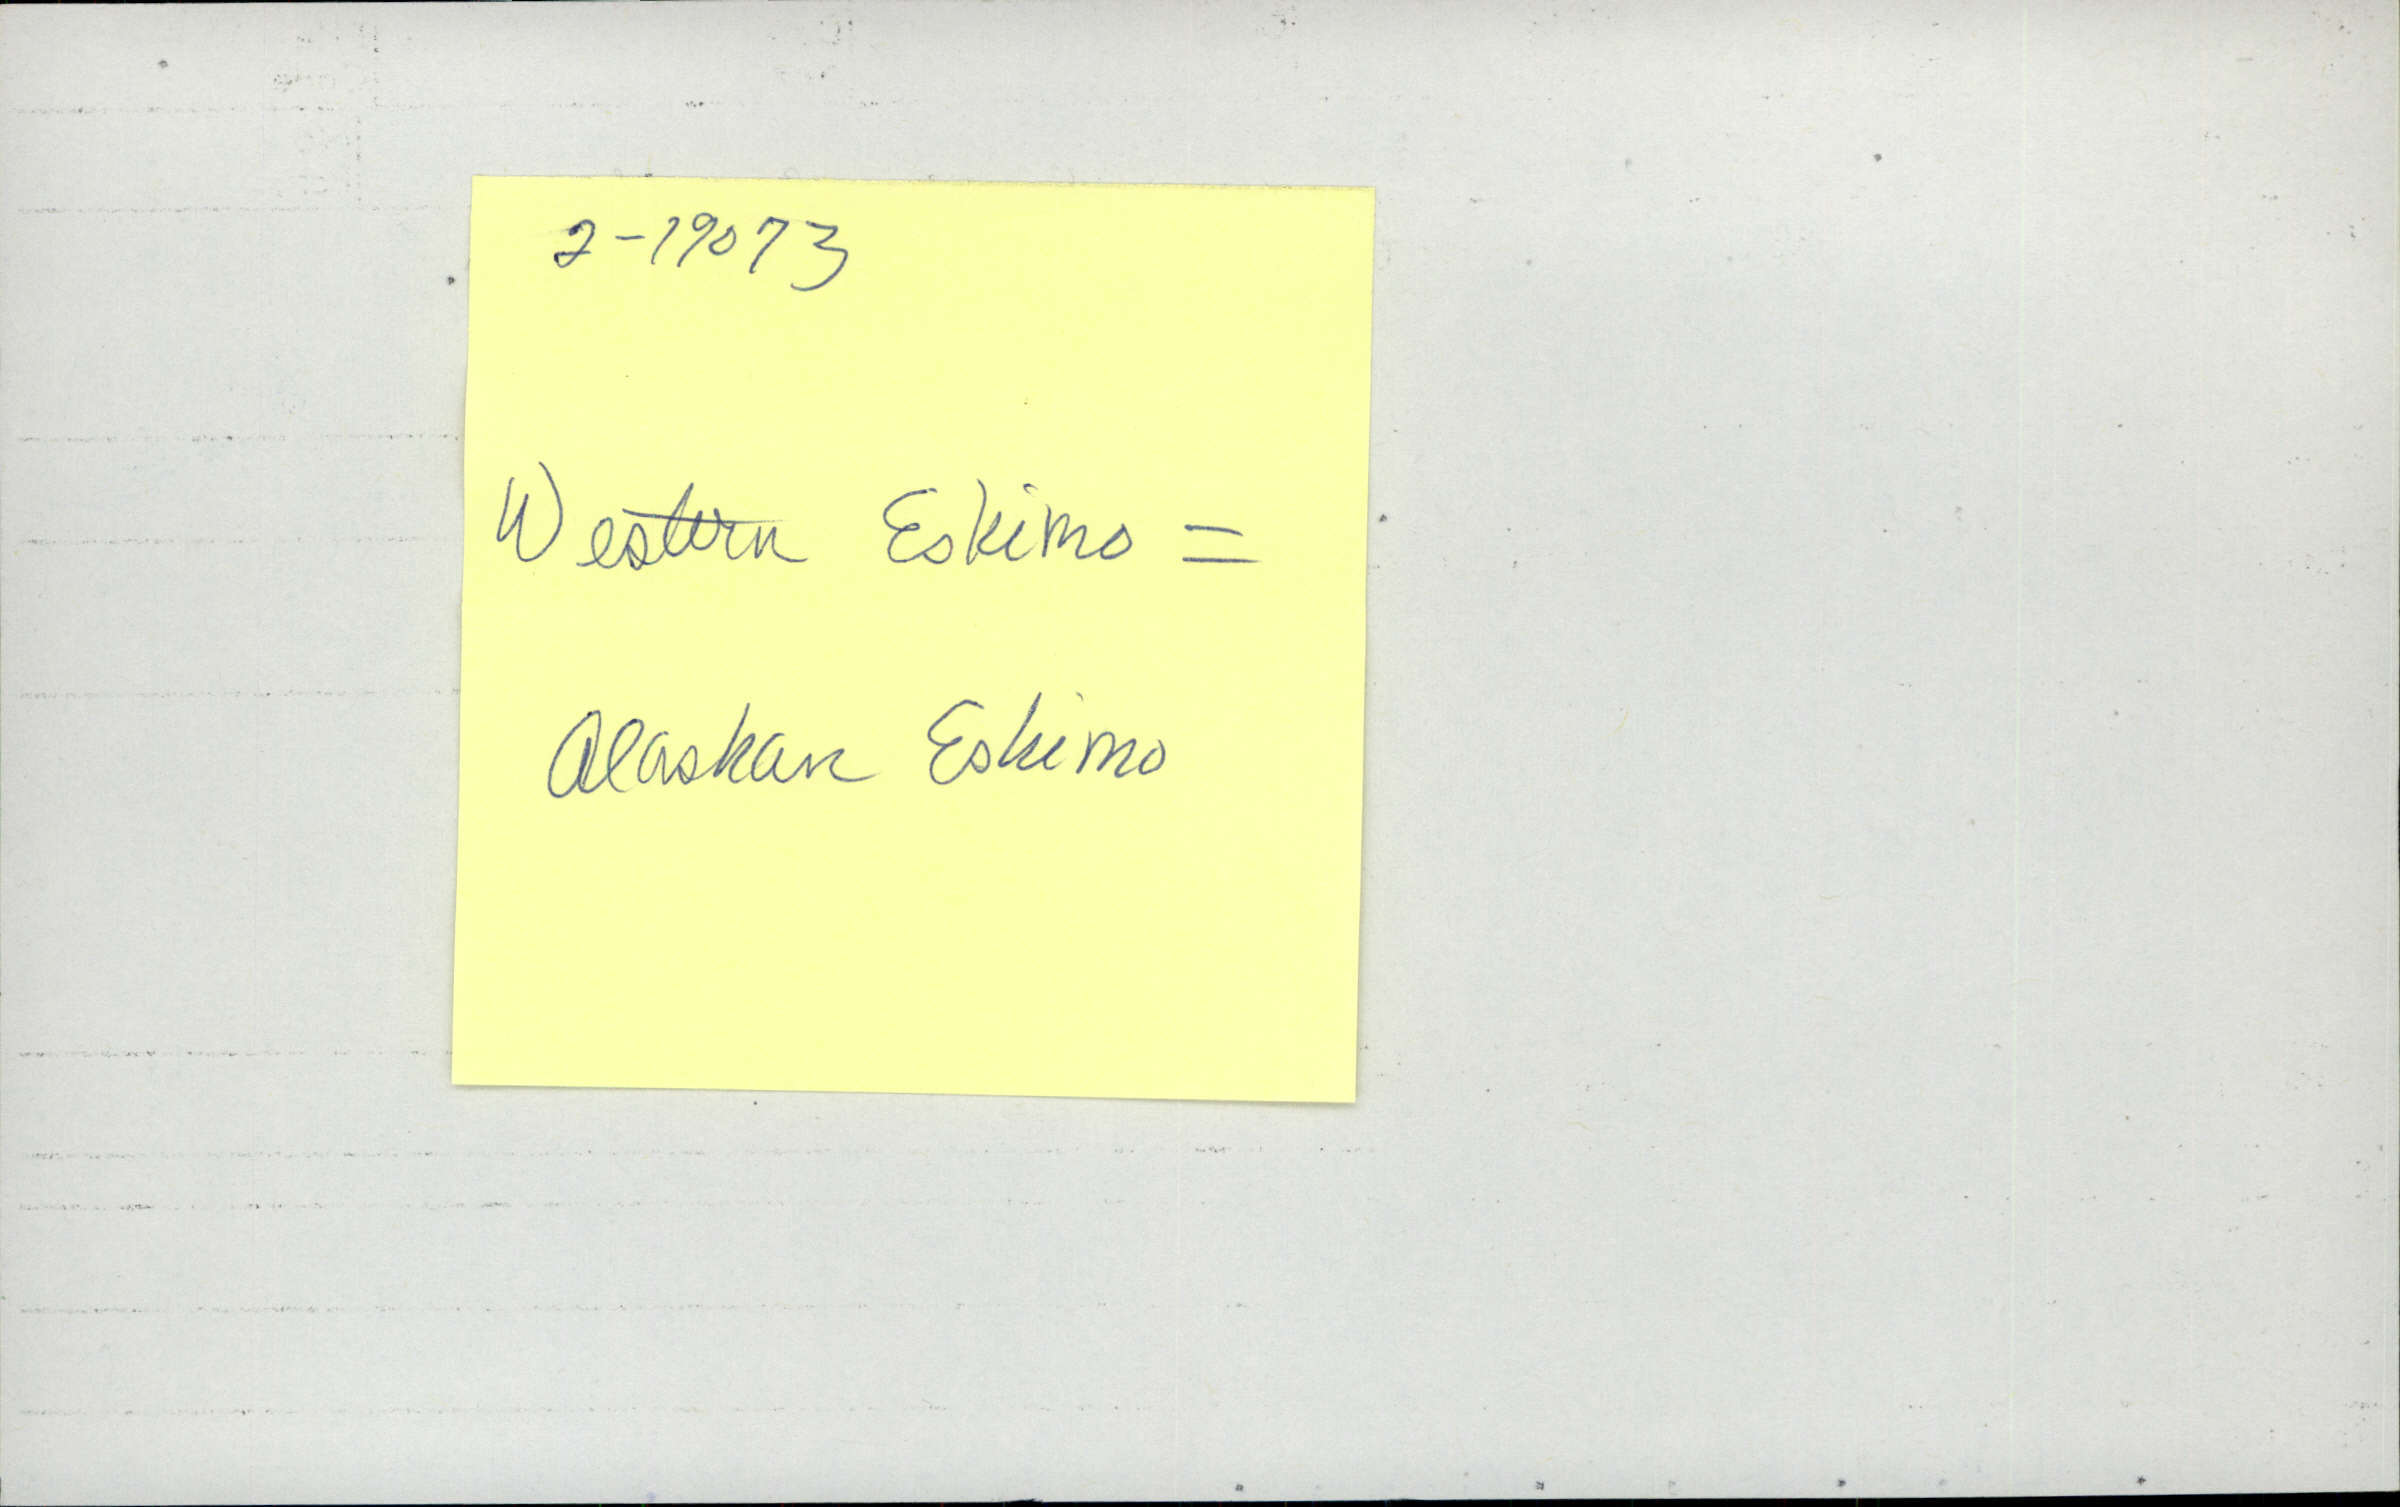 2-19073
Western Eskimo =
Alaskan Eskimo